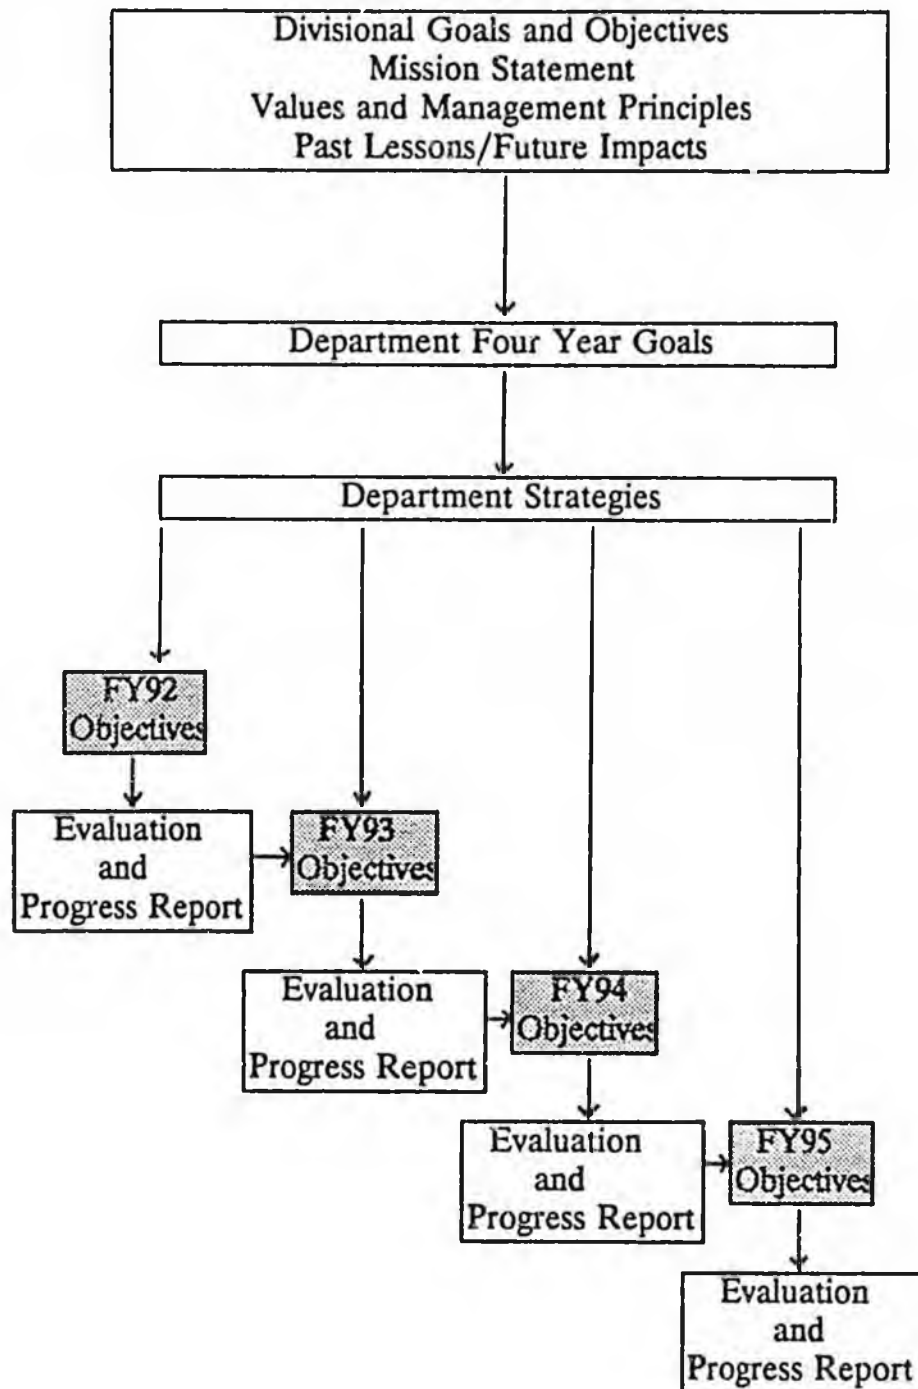 Divisional Goals and Objectives
Mission Statement
Values and Management Principles
Past Lessons/Future Impacts
Department Four Year Goals
Department Strategies
FY92
Objectives
Evaluation
and
Progress Report
FY93
Objectives
Evaluation
and
Progress Report
FY94
Objectives
Evaluation
and
Progress Report
FY95
Objectives
Evaluation
and
Progress Report